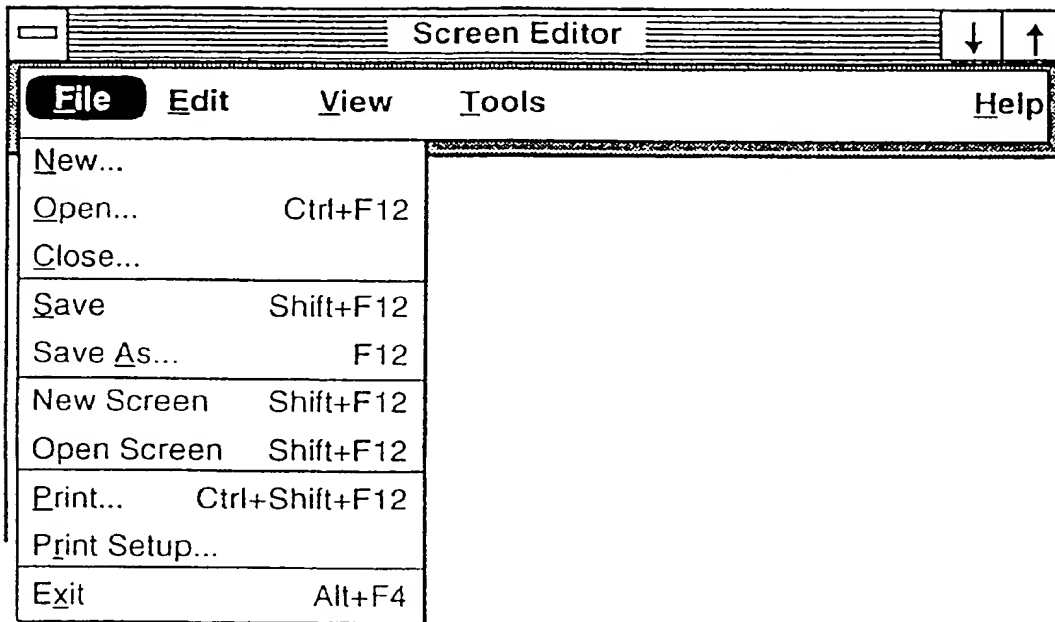 Screen Editor
File Edit View Tools Help
New...
Open... Ctrl+F12
Close...
Save Shift+F12
Save As... F12
New Screen Shift+F12
Open Screen Shift+F12
Print... Ctrl+Shift+F12
Print Setup...
Exit Alt+F4